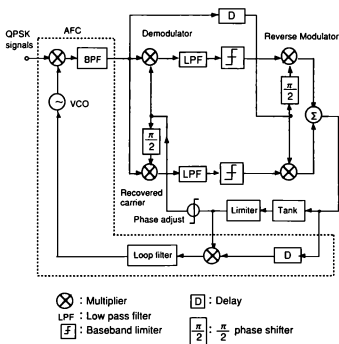 QPSK
signals
AFC
BPF
VCO
Demodulator
D
Reverse Modulator
LPF
π
2
π
2
Σ
LPF
Recovered
carrier
Phase adjust
Limiter
Tank
Loop filter
D
: Multiplier
LPF : Low pass filter
: Baseband limiter
D : Delay
π
2 : π
2 phase shifter